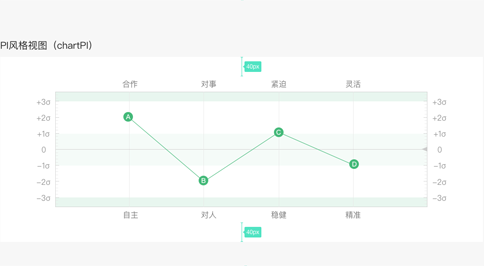 PI风格视图（chartPI）
40px
合作 对事 紧迫 灵活
+3σ +3σ
+2σ A +2σ
+1σ C +1σ
0 0
−1σ D −1σ
−2σ B −2σ
−3σ −3σ
自主 对人 稳健 精准
40px